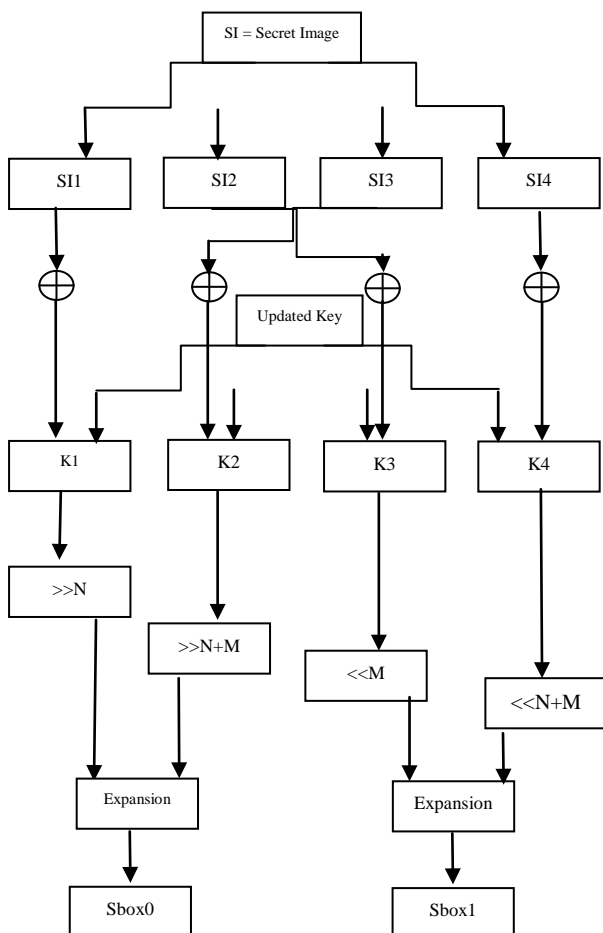 SI = Secret Image
SI1
SI2
SI3
SI4
Updated Key
K1
K2
K3
K4
>>N
>>N+M
<<M
<<N+M
Expansion
Expansion
Sbox0
Sbox1